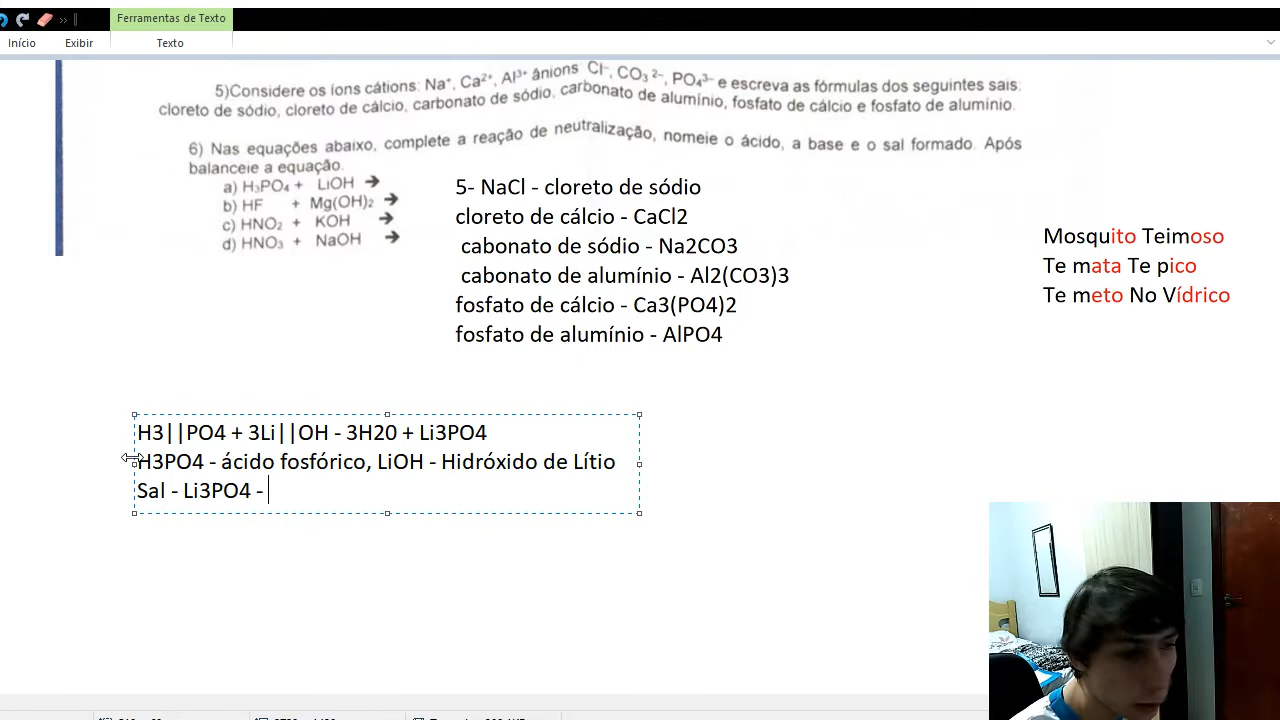 Ferramentas de Texto
Início Exibir Texto
5)Considere os íons cátions: Na⁺, Ca²⁺, Al³⁺ ânions: Cl⁻, CO₃ ²⁻, PO₄³⁻ e escreva as fórmulas dos seguintes sais:
cloreto de sódio, cloreto de cálcio, carbonato de sódio, carbonato de alumínio, fosfato de cálcio e fosfato de alumínio.
6) Nas equações abaixo, complete a reação de neutralização, nomeie o ácido, a base e o sal formado. Após
balanceie a equação.
a) H₃PO₄ + LiOH ➔
b) HF + Mg(OH)₂ ➔
c) HNO₂ + KOH ➔
d) HNO₃ + NaOH ➔
5- NaCl - cloreto de sódio
cloreto de cálcio - CaCl2
cabonato de sódio - Na2CO3
cabonato de alumínio - Al2(CO3)3
fosfato de cálcio - Ca3(PO4)2
fosfato de alumínio - AlPO4
Mosquito Teimoso
Te mata Te pico
Te meto No Vídrico
H3||PO4 + 3Li||OH - 3H20 + Li3PO4
H3PO4 - ácido fosfórico, LiOH - Hidróxido de Lítio
Sal - Li3PO4 -